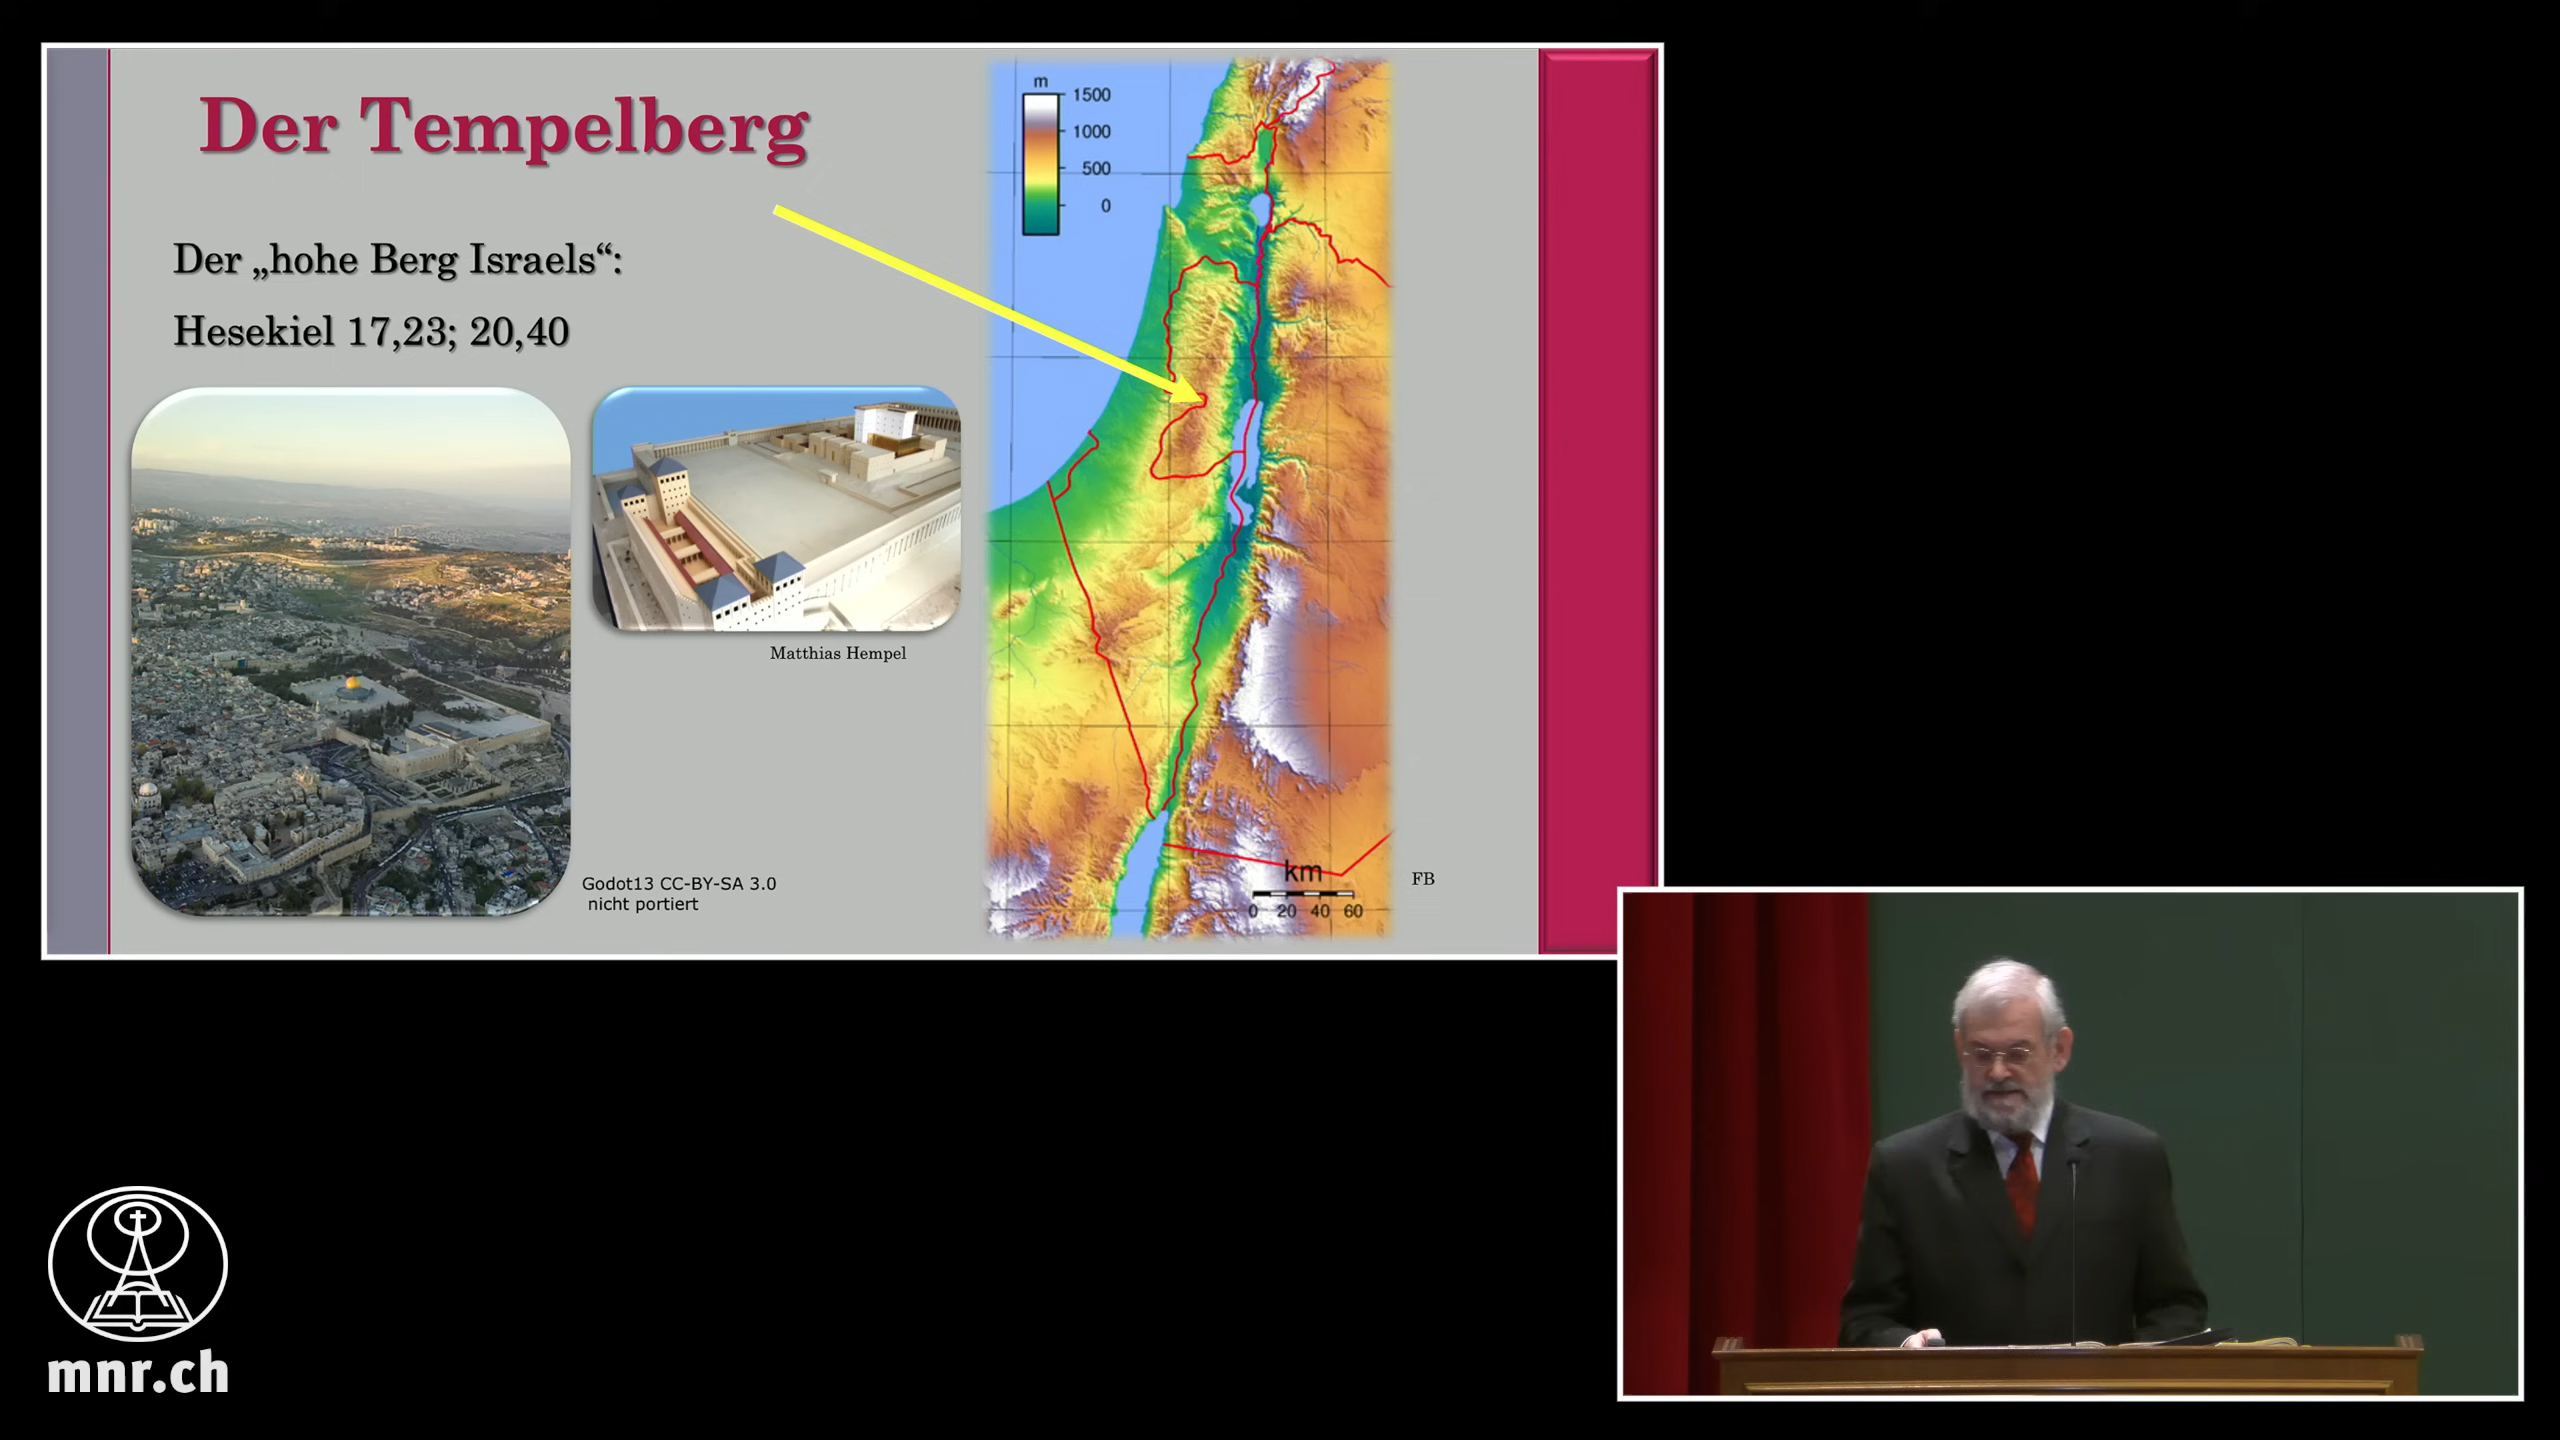 Der Tempelberg
Der „hohe Berg Israels“:
Hesekiel 17,23; 20,40
Matthias Hempel
Godot13 CC-BY-SA 3.0
nicht portiert
m
1500
1000
500
0
km
0 20 40 60
FB
mnr.ch